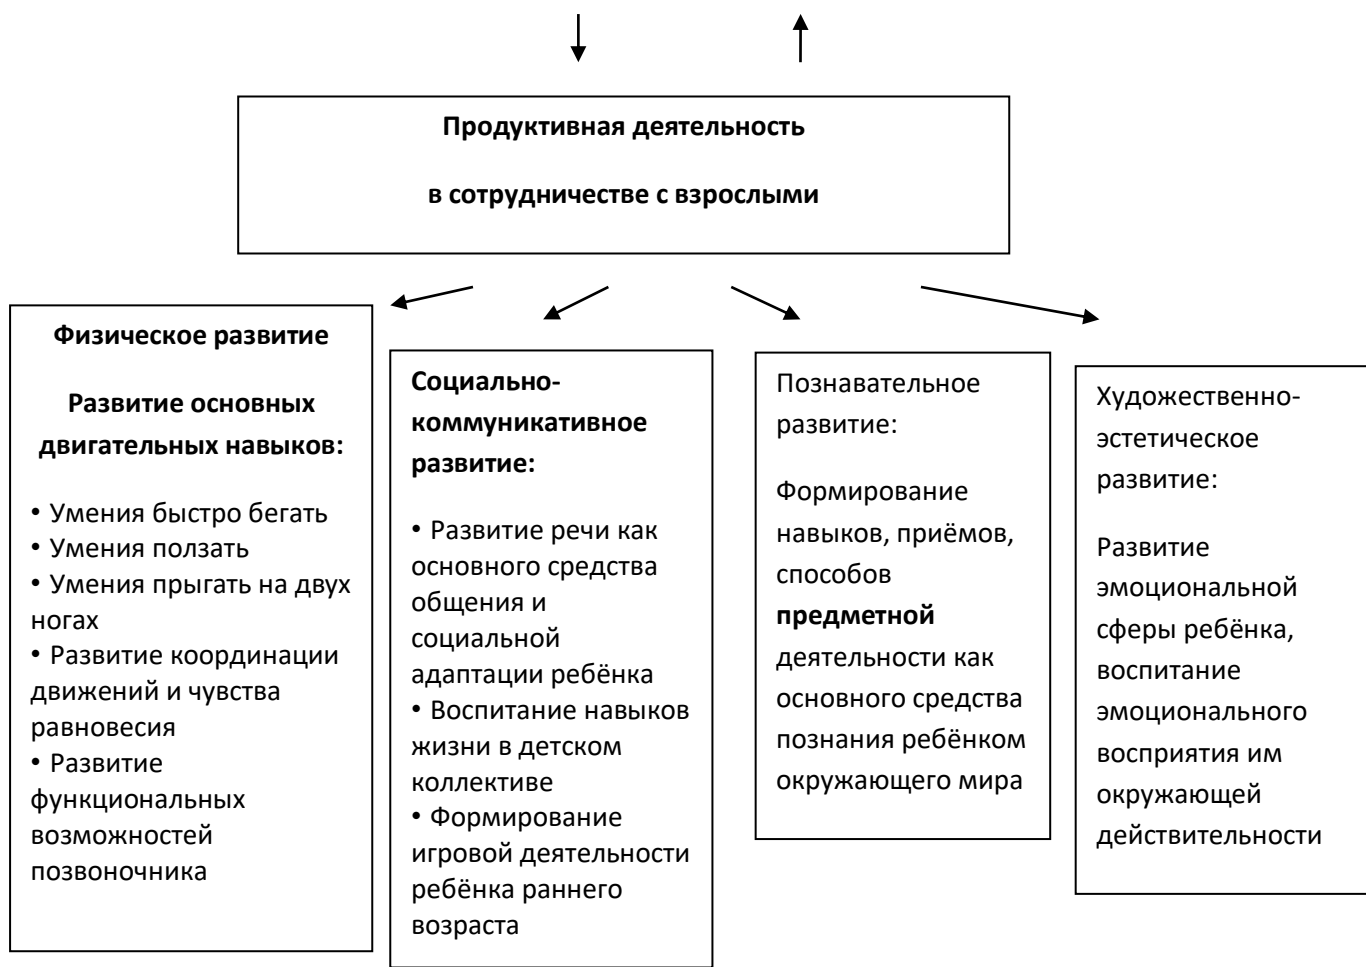 Продуктивная деятельность
в сотрудничестве с взрослыми
Физическое развитие
Развитие основных
двигательных навыков:
• Умения быстро бегать
• Умения ползать
• Умения прыгать на двух
ногах
• Развитие координации
движений и чувства
равновесия
• Развитие
функциональных
возможностей
позвоночника
Социально-
коммуникативное
развитие:
• Развитие речи как
основного средства
общения и
социальной
адаптации ребёнка
• Воспитание навыков
жизни в детском
коллективе
• Формирование
игровой деятельности
ребёнка раннего
возраста
Познавательное
развитие:
Формирование
навыков, приёмов,
способов
предметной
деятельности как
основного средства
познания ребёнком
окружающего мира
Художественно-
эстетическое
развитие:
Развитие
эмоциональной
сферы ребёнка,
воспитание
эмоционального
восприятия им
окружающей
действительности